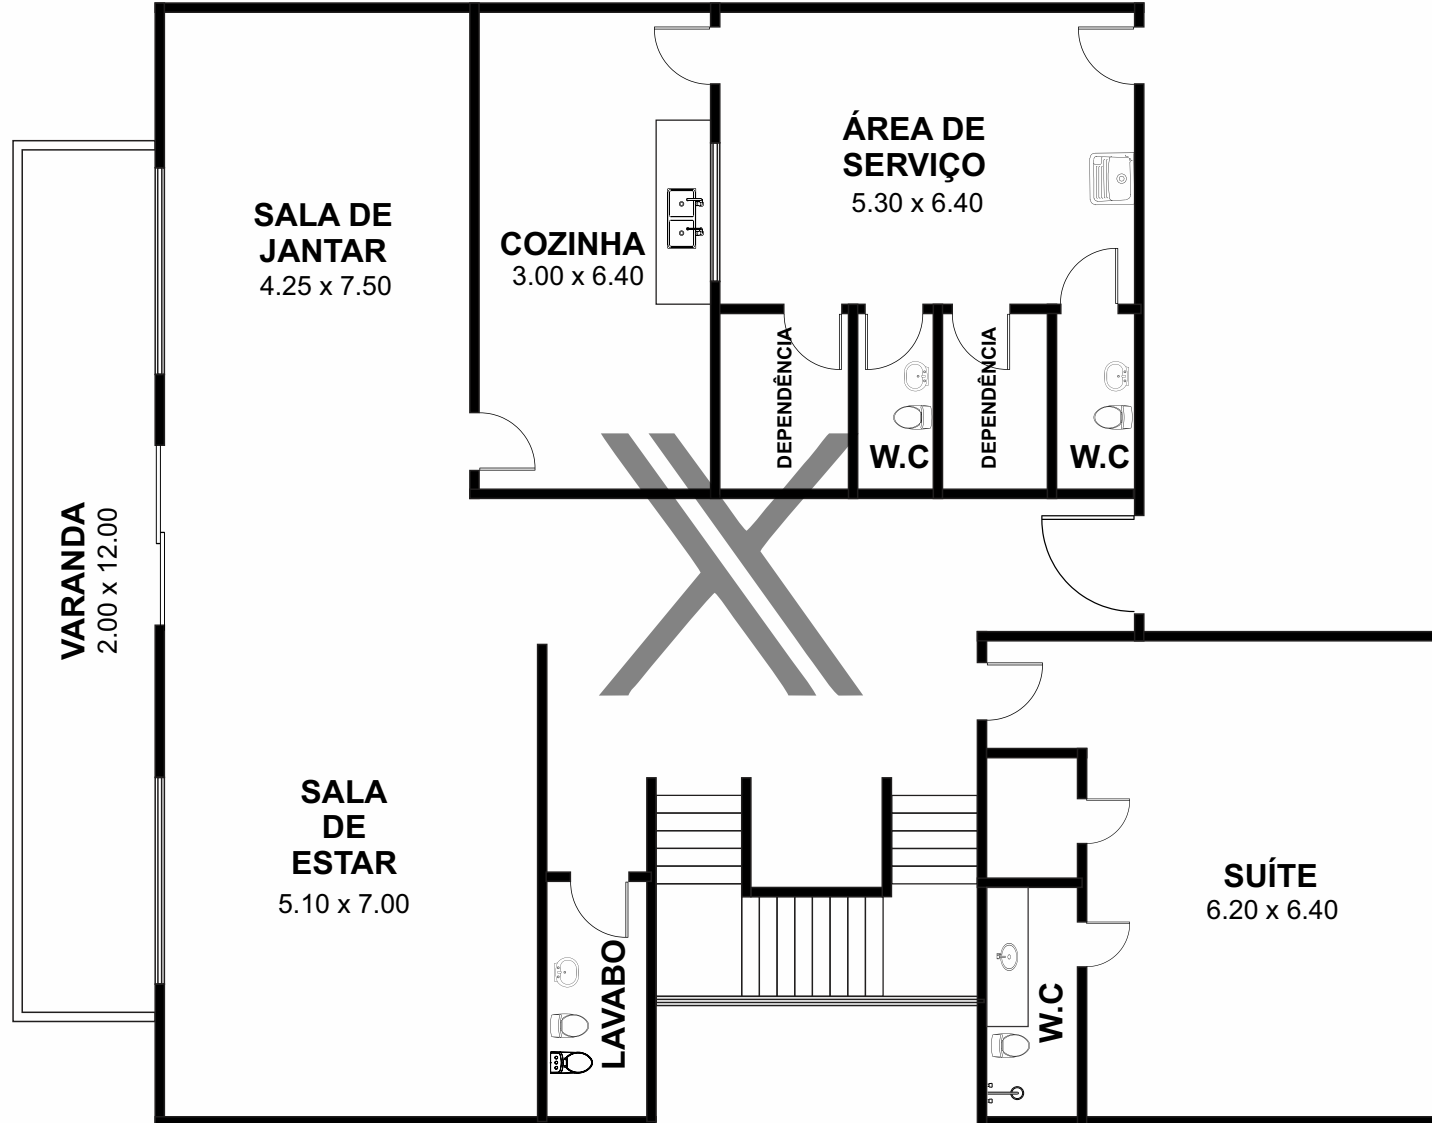 SALA DE
JANTAR
4.25 x 7.50
COZINHA
3.00 x 6.40
ÁREA DE
SERVIÇO
5.30 x 6.40
DEPENDÊNCIA
W.C
DEPENDÊNCIA
W.C
VARANDA
2.00 x 12.00
SALA
DE
ESTAR
5.10 x 7.00
LAVABO
W.C
SUÍTE
6.20 x 6.40